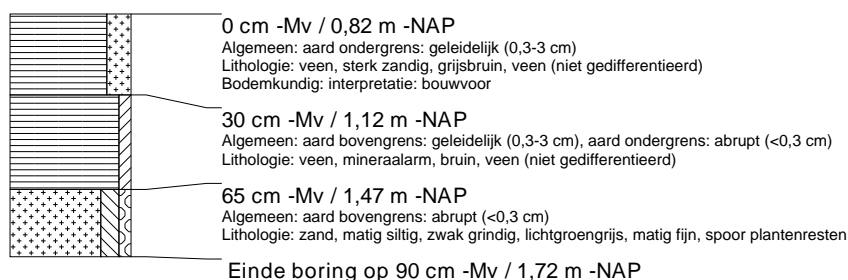 0 cm -Mv / 0,82 m -NAP
Algemeen: aard ondergrens: geleidelijk (0,3-3 cm)
Lithologie: veen, sterk zandig, grijsbruin, veen (niet gedifferentieerd)
Bodemkundig: interpretatie: bouwvoor
30 cm -Mv / 1,12 m -NAP
Algemeen: aard bovengrens: geleidelijk (0,3-3 cm), aard ondergrens: abrupt (<0,3 cm)
Lithologie: veen, mineraalarm, bruin, veen (niet gedifferentieerd)
65 cm -Mv / 1,47 m -NAP
Algemeen: aard bovengrens: abrupt (<0,3 cm)
Lithologie: zand, matig siltig, zwak grindig, lichtgroengrijs, matig fijn, spoor plantenresten
Einde boring op 90 cm -Mv / 1,72 m -NAP